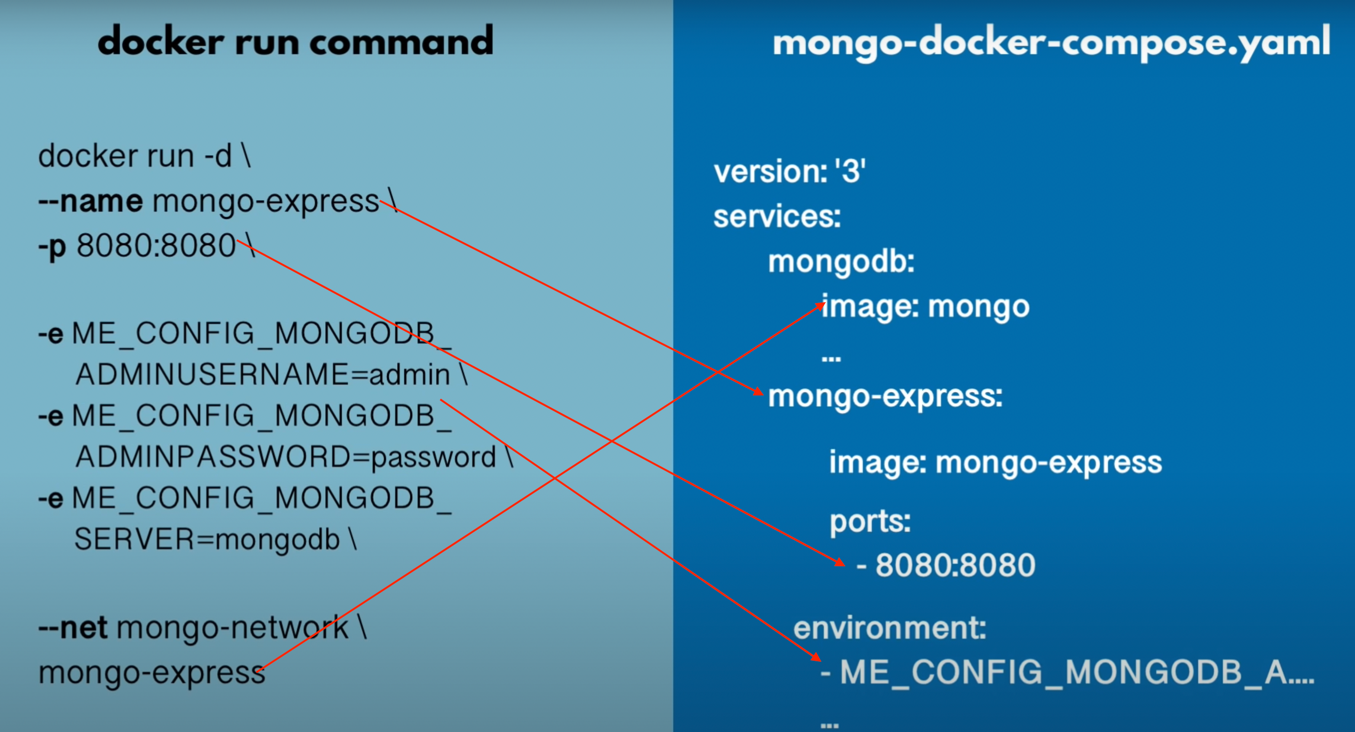 docker run command
docker run -d \
--name mongo-express \
-p 8080:8080 \
-e ME_CONFIG_MONGODB_
ADMINUSERNAME=admin \
-e ME_CONFIG_MONGODB_
ADMINPASSWORD=password \
-e ME_CONFIG_MONGODB_
SERVER=mongodb \
--net mongo-network \
mongo-express
mongo-docker-compose.yaml
version: '3'
services:
mongodb:
image: mongo
...
mongo-express:
image: mongo-express
ports:
- 8080:8080
environment:
- ME_CONFIG_MONGODB_A....
...